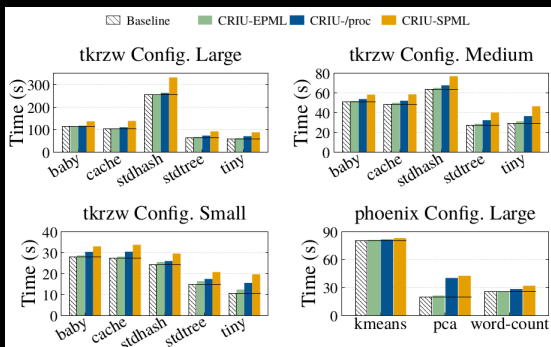 Baseline CRIU-EPML CRIU-/proc CRIU-SPML
tkrzw Config. Large
Time (s)
300
200
100
0
baby cache stdhash stdtree tiny
tkrzw Config. Medium
Time (s)
80
60
40
20
0
baby cache stdhash stdtree tiny
tkrzw Config. Small
Time (s)
40
30
20
10
0
baby cache stdhash stdtree tiny
phoenix Config. Large
Time (s)
90
60
30
0
kmeans pca word-count